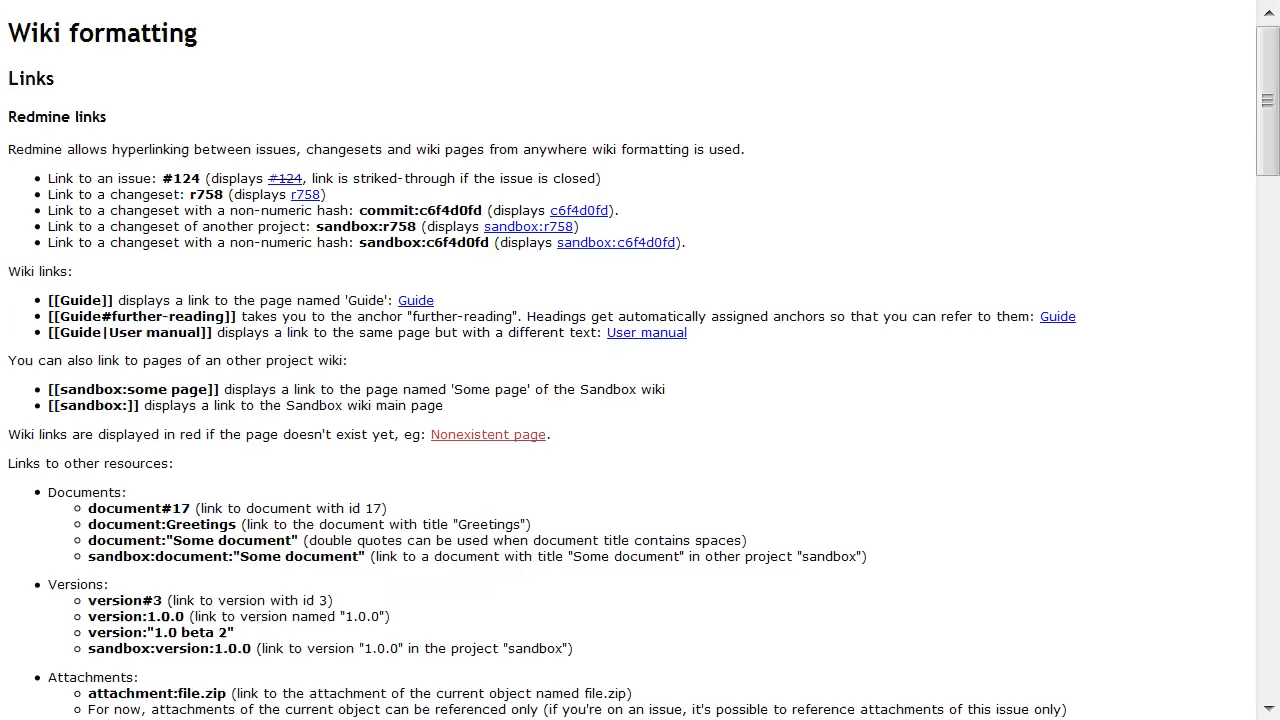 Wiki formatting
Links
Redmine links
Redmine allows hyperlinking between issues, changesets and wiki pages from anywhere wiki formatting is used.
Link to an issue: #124 (displays #124, link is striked-through if the issue is closed)
Link to a changeset: r758 (displays r758)
Link to a changeset with a non-numeric hash: commit:c6f4d0fd (displays c6f4d0fd).
Link to a changeset of another project: sandbox:r758 (displays sandbox:r758)
Link to a changeset with a non-numeric hash: sandbox:c6f4d0fd (displays sandbox:c6f4d0fd).
Wiki links:
[[Guide]] displays a link to the page named 'Guide': Guide
[[Guide#further-reading]] takes you to the anchor "further-reading". Headings get automatically assigned anchors so that you can refer to them: Guide
[[Guide|User manual]] displays a link to the same page but with a different text: User manual
You can also link to pages of an other project wiki:
[[sandbox:some page]] displays a link to the page named 'Some page' of the Sandbox wiki
[[sandbox:]] displays a link to the Sandbox wiki main page
Wiki links are displayed in red if the page doesn't exist yet, eg: Nonexistent page.
Links to other resources:
Documents:
document#17 (link to document with id 17)
document:Greetings (link to the document with title "Greetings")
document:"Some document" (double quotes can be used when document title contains spaces)
sandbox:document:"Some document" (link to a document with title "Some document" in other project "sandbox")
Versions:
version#3 (link to version with id 3)
version:1.0.0 (link to version named "1.0.0")
version:"1.0 beta 2"
sandbox:version:1.0.0 (link to version "1.0.0" in the project "sandbox")
Attachments:
attachment:file.zip (link to the attachment of the current object named file.zip)
For now, attachments of the current object can be referenced only (if you're on an issue, it's possible to reference attachments of this issue only)